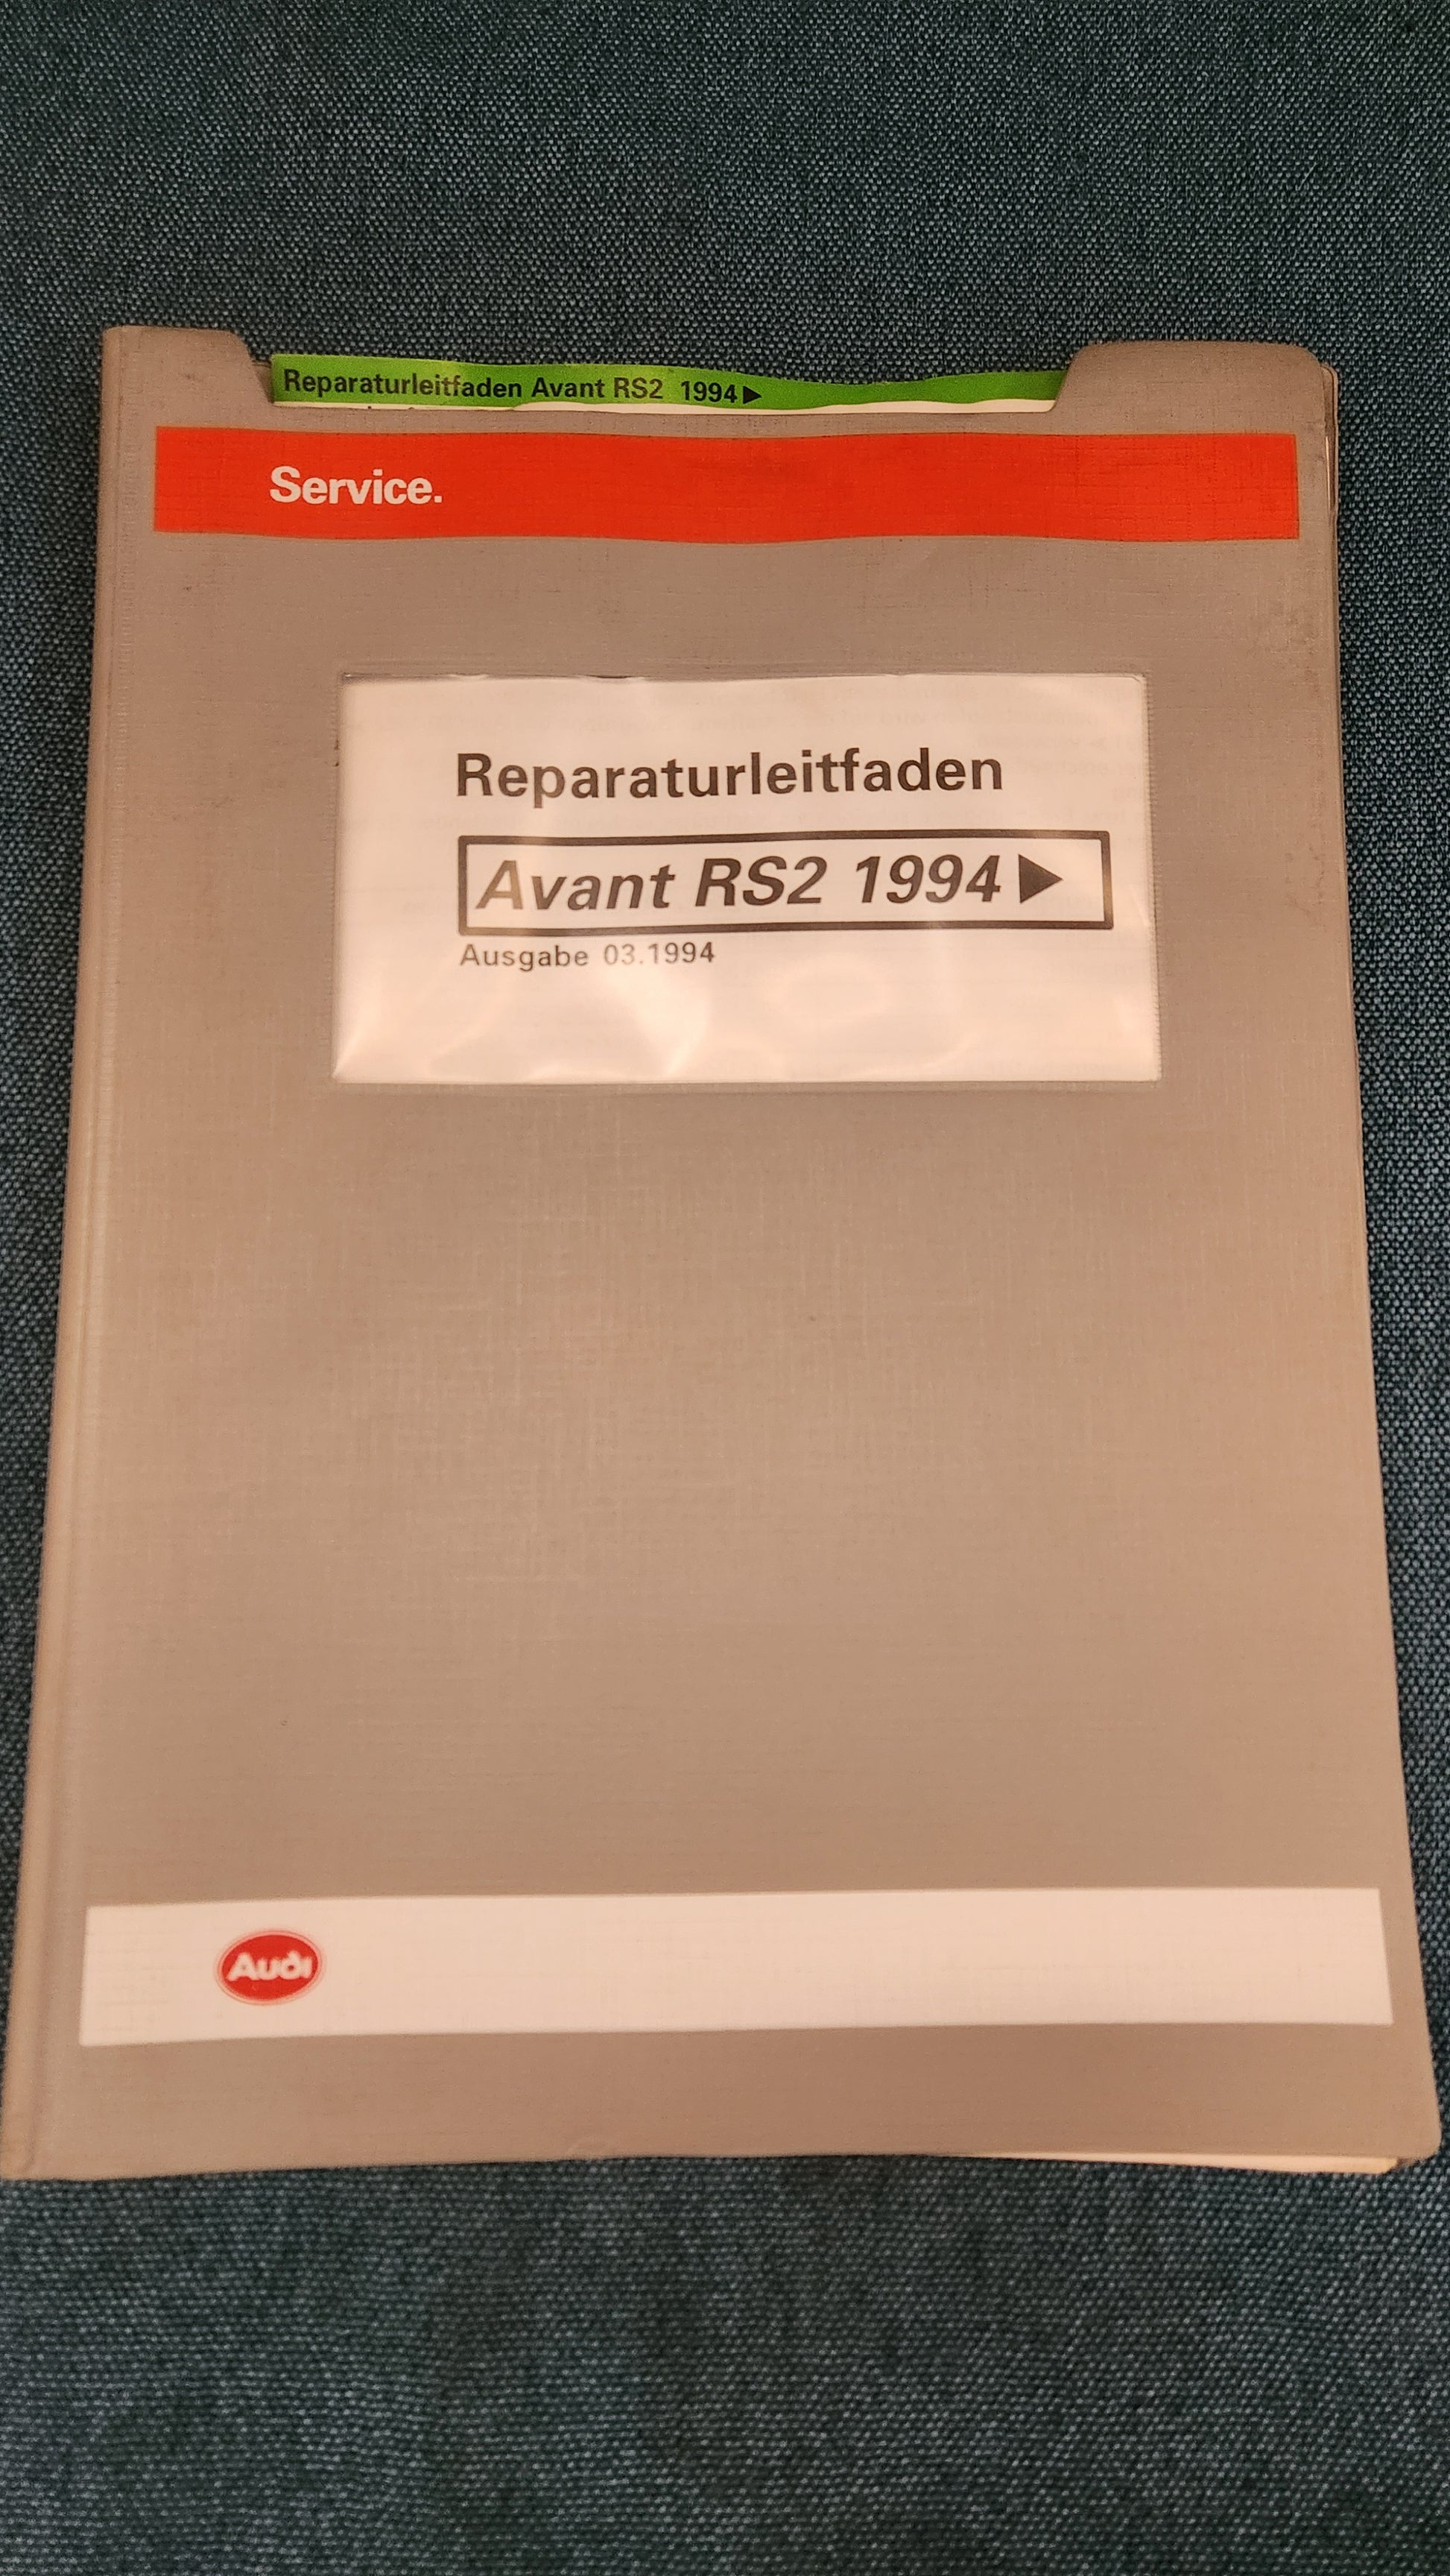 Reparaturleitfaden Avant RS2 1994▶
Service.
Reparaturleitfaden
Avant RS2 1994▶
Ausgabe 03.1994
Audi